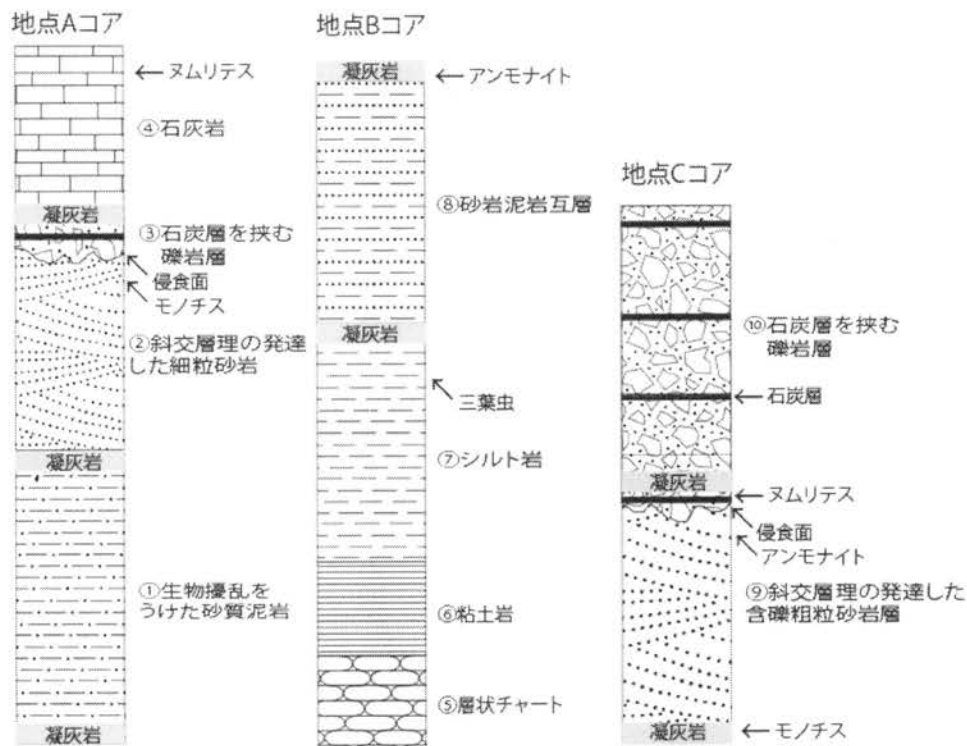 地点Aコア
ヌムリテス
④石灰岩
凝灰岩
③石炭層を挟む
礫岩層
侵食面
モノチス
②斜交層理の発達
した細粒砂岩
凝灰岩
①生物擾乱を
うけた砂質泥岩
凝灰岩
地点Bコア
凝灰岩
アンモナイト
⑧砂岩泥岩互層
凝灰岩
三葉虫
⑦シルト岩
⑥粘土岩
⑤層状チャート
地点Cコア
⑩石炭層を挟む
礫岩層
石炭層
凝灰岩
ヌムリテス
侵食面
アンモナイト
⑨斜交層理の発達した
含礫粗粒砂岩層
凝灰岩
モノチス